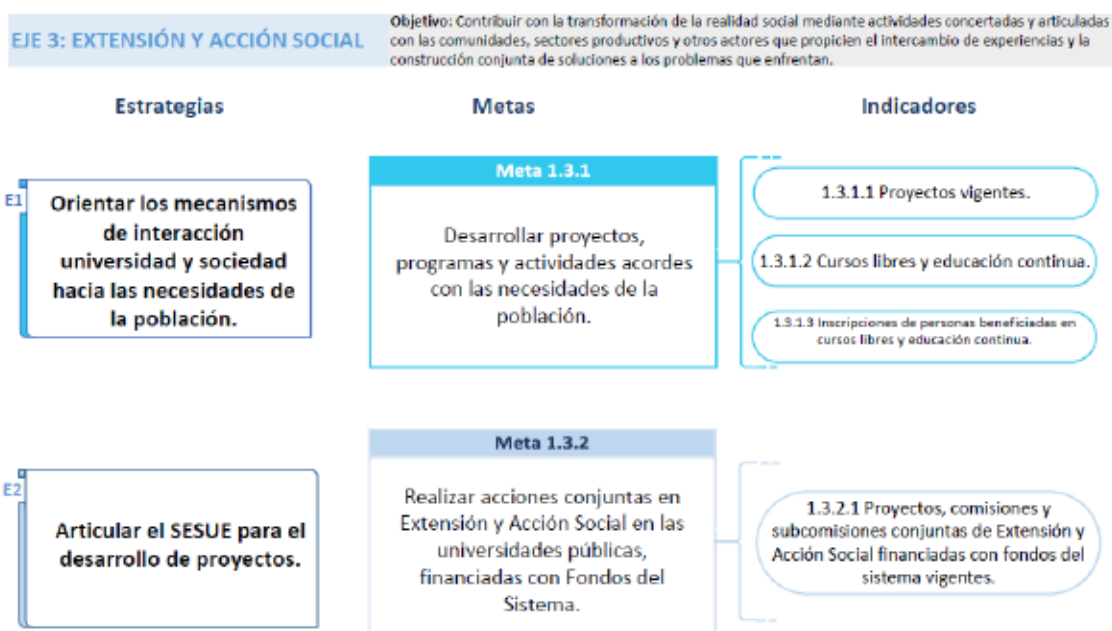 EJE 3: EXTENSIÓN Y ACCIÓN SOCIAL
Objetivo: Contribuir con la transformación de la realidad social mediante actividades concertadas y articuladas
con las comunidades, sectores productivos y otros actores que propicien el intercambio de experiencias y la
construcción conjunta de soluciones a los problemas que enfrentan.
Estrategias
Metas
Indicadores
E1
Orientar los mecanismos
de interacción
universidad y sociedad
hacia las necesidades de
la población.
Meta 1.3.1
Desarrollar proyectos,
programas y actividades acordes
con las necesidades de la
población.
1.3.1.1 Proyectos vigentes.
1.3.1.2 Cursos libres y educación continua.
1.3.1.3 Inscripciones de personas beneficiadas en
cursos libres y educación continua.
E2
Articular el SESUE para el
desarrollo de proyectos.
Meta 1.3.2
Realizar acciones conjuntas en
Extensión y Acción Social en las
universidades públicas,
financiadas con Fondos del
Sistema.
1.3.2.1 Proyectos, comisiones y
subcomisiones conjuntas de Extensión y
Acción Social financiadas con fondos del
sistema vigentes.